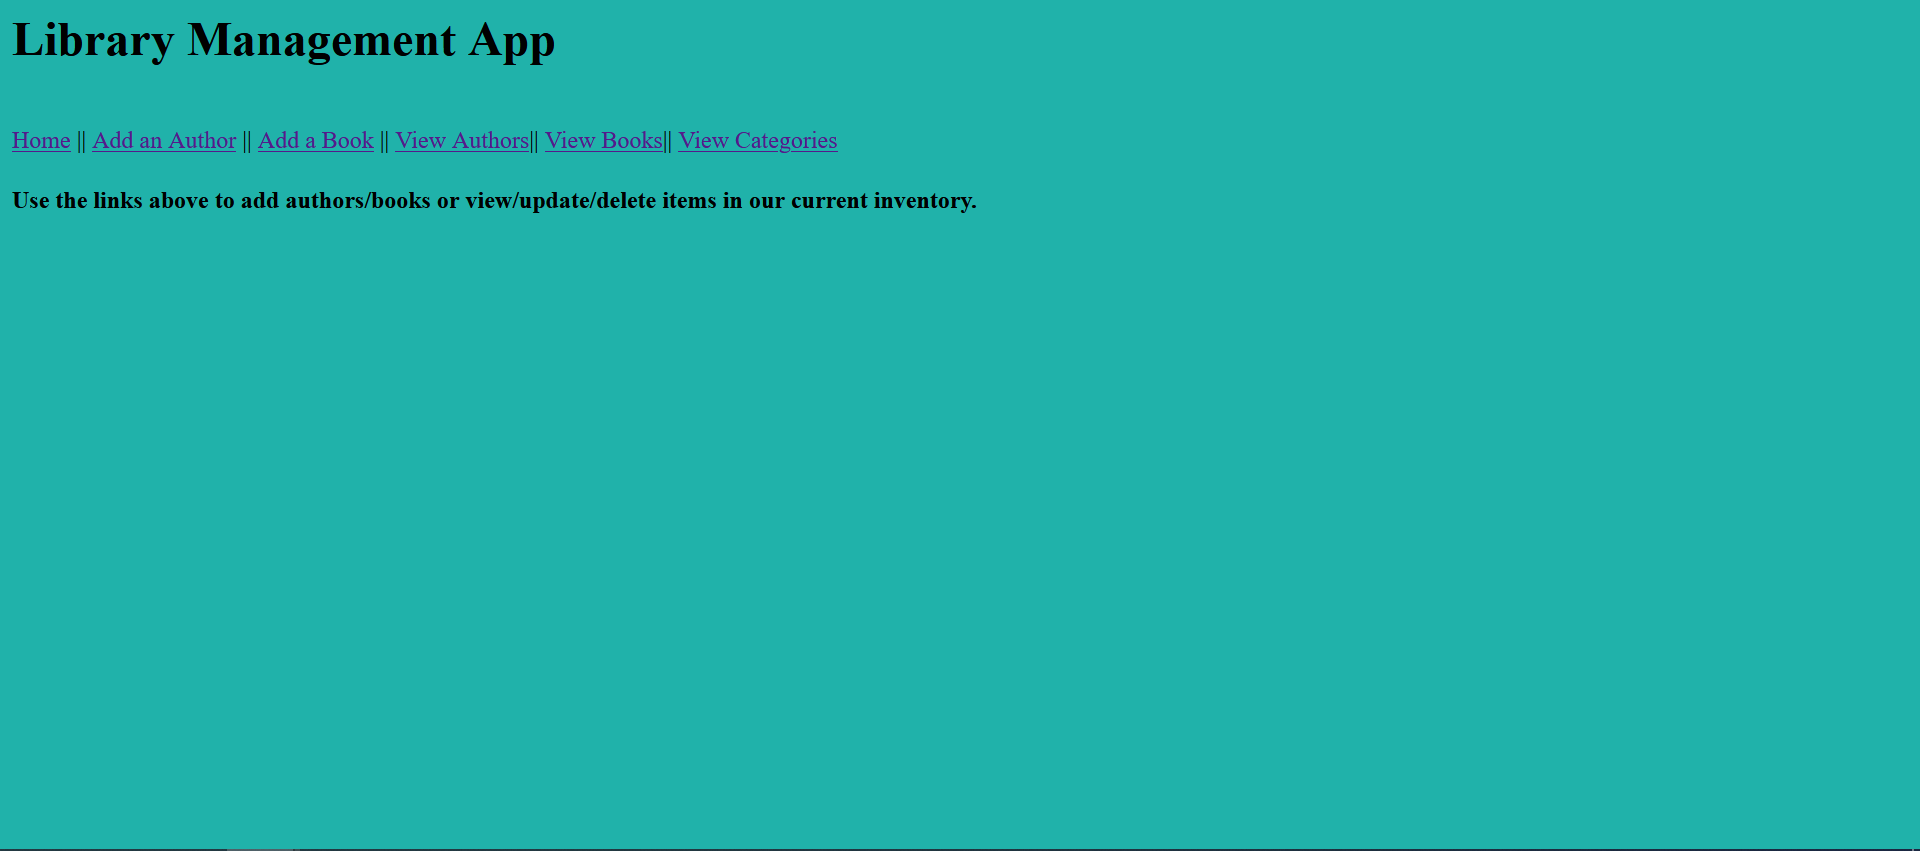 Library Management App
Home || Add an Author || Add a Book || View Authors|| View Books|| View Categories
Use the links above to add authors/books or view/update/delete items in our current inventory.